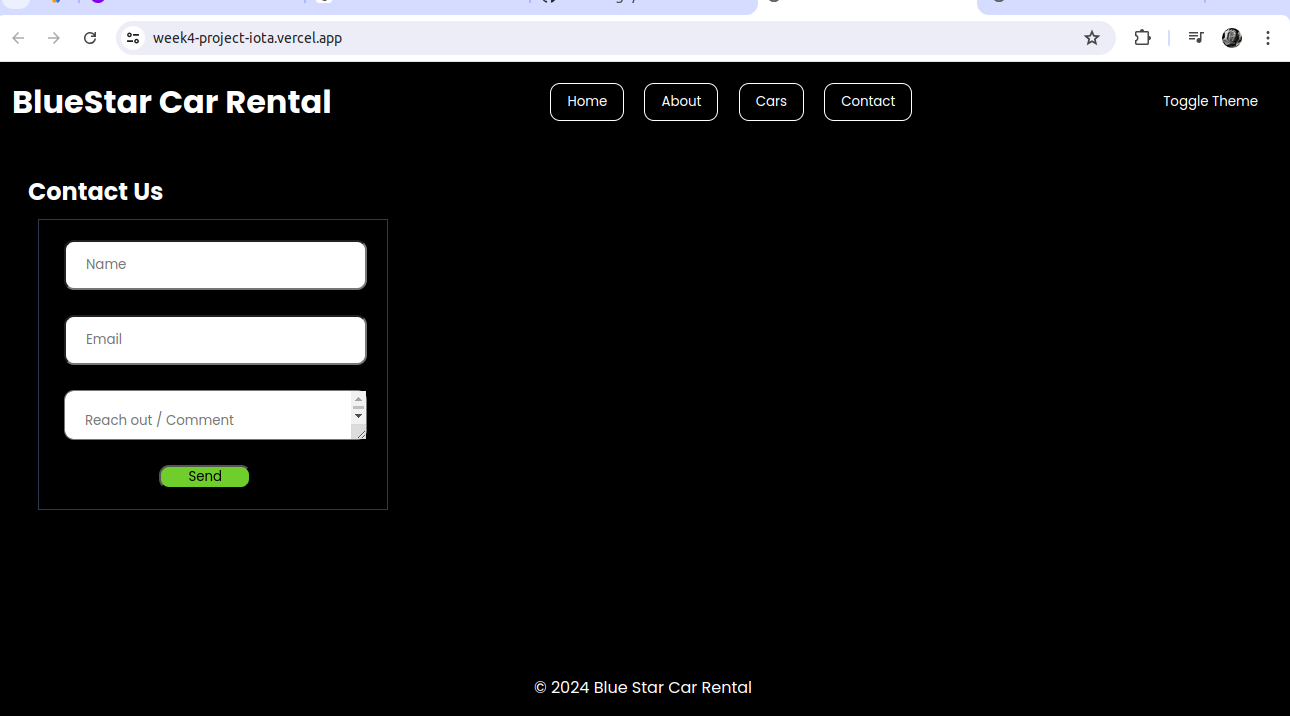 week4-project-iota.vercel.app
BlueStar Car Rental
Home
About
Cars
Contact
Toggle Theme
Contact Us
Name
Email
Reach out / Comment
Send
© 2024 Blue Star Car Rental